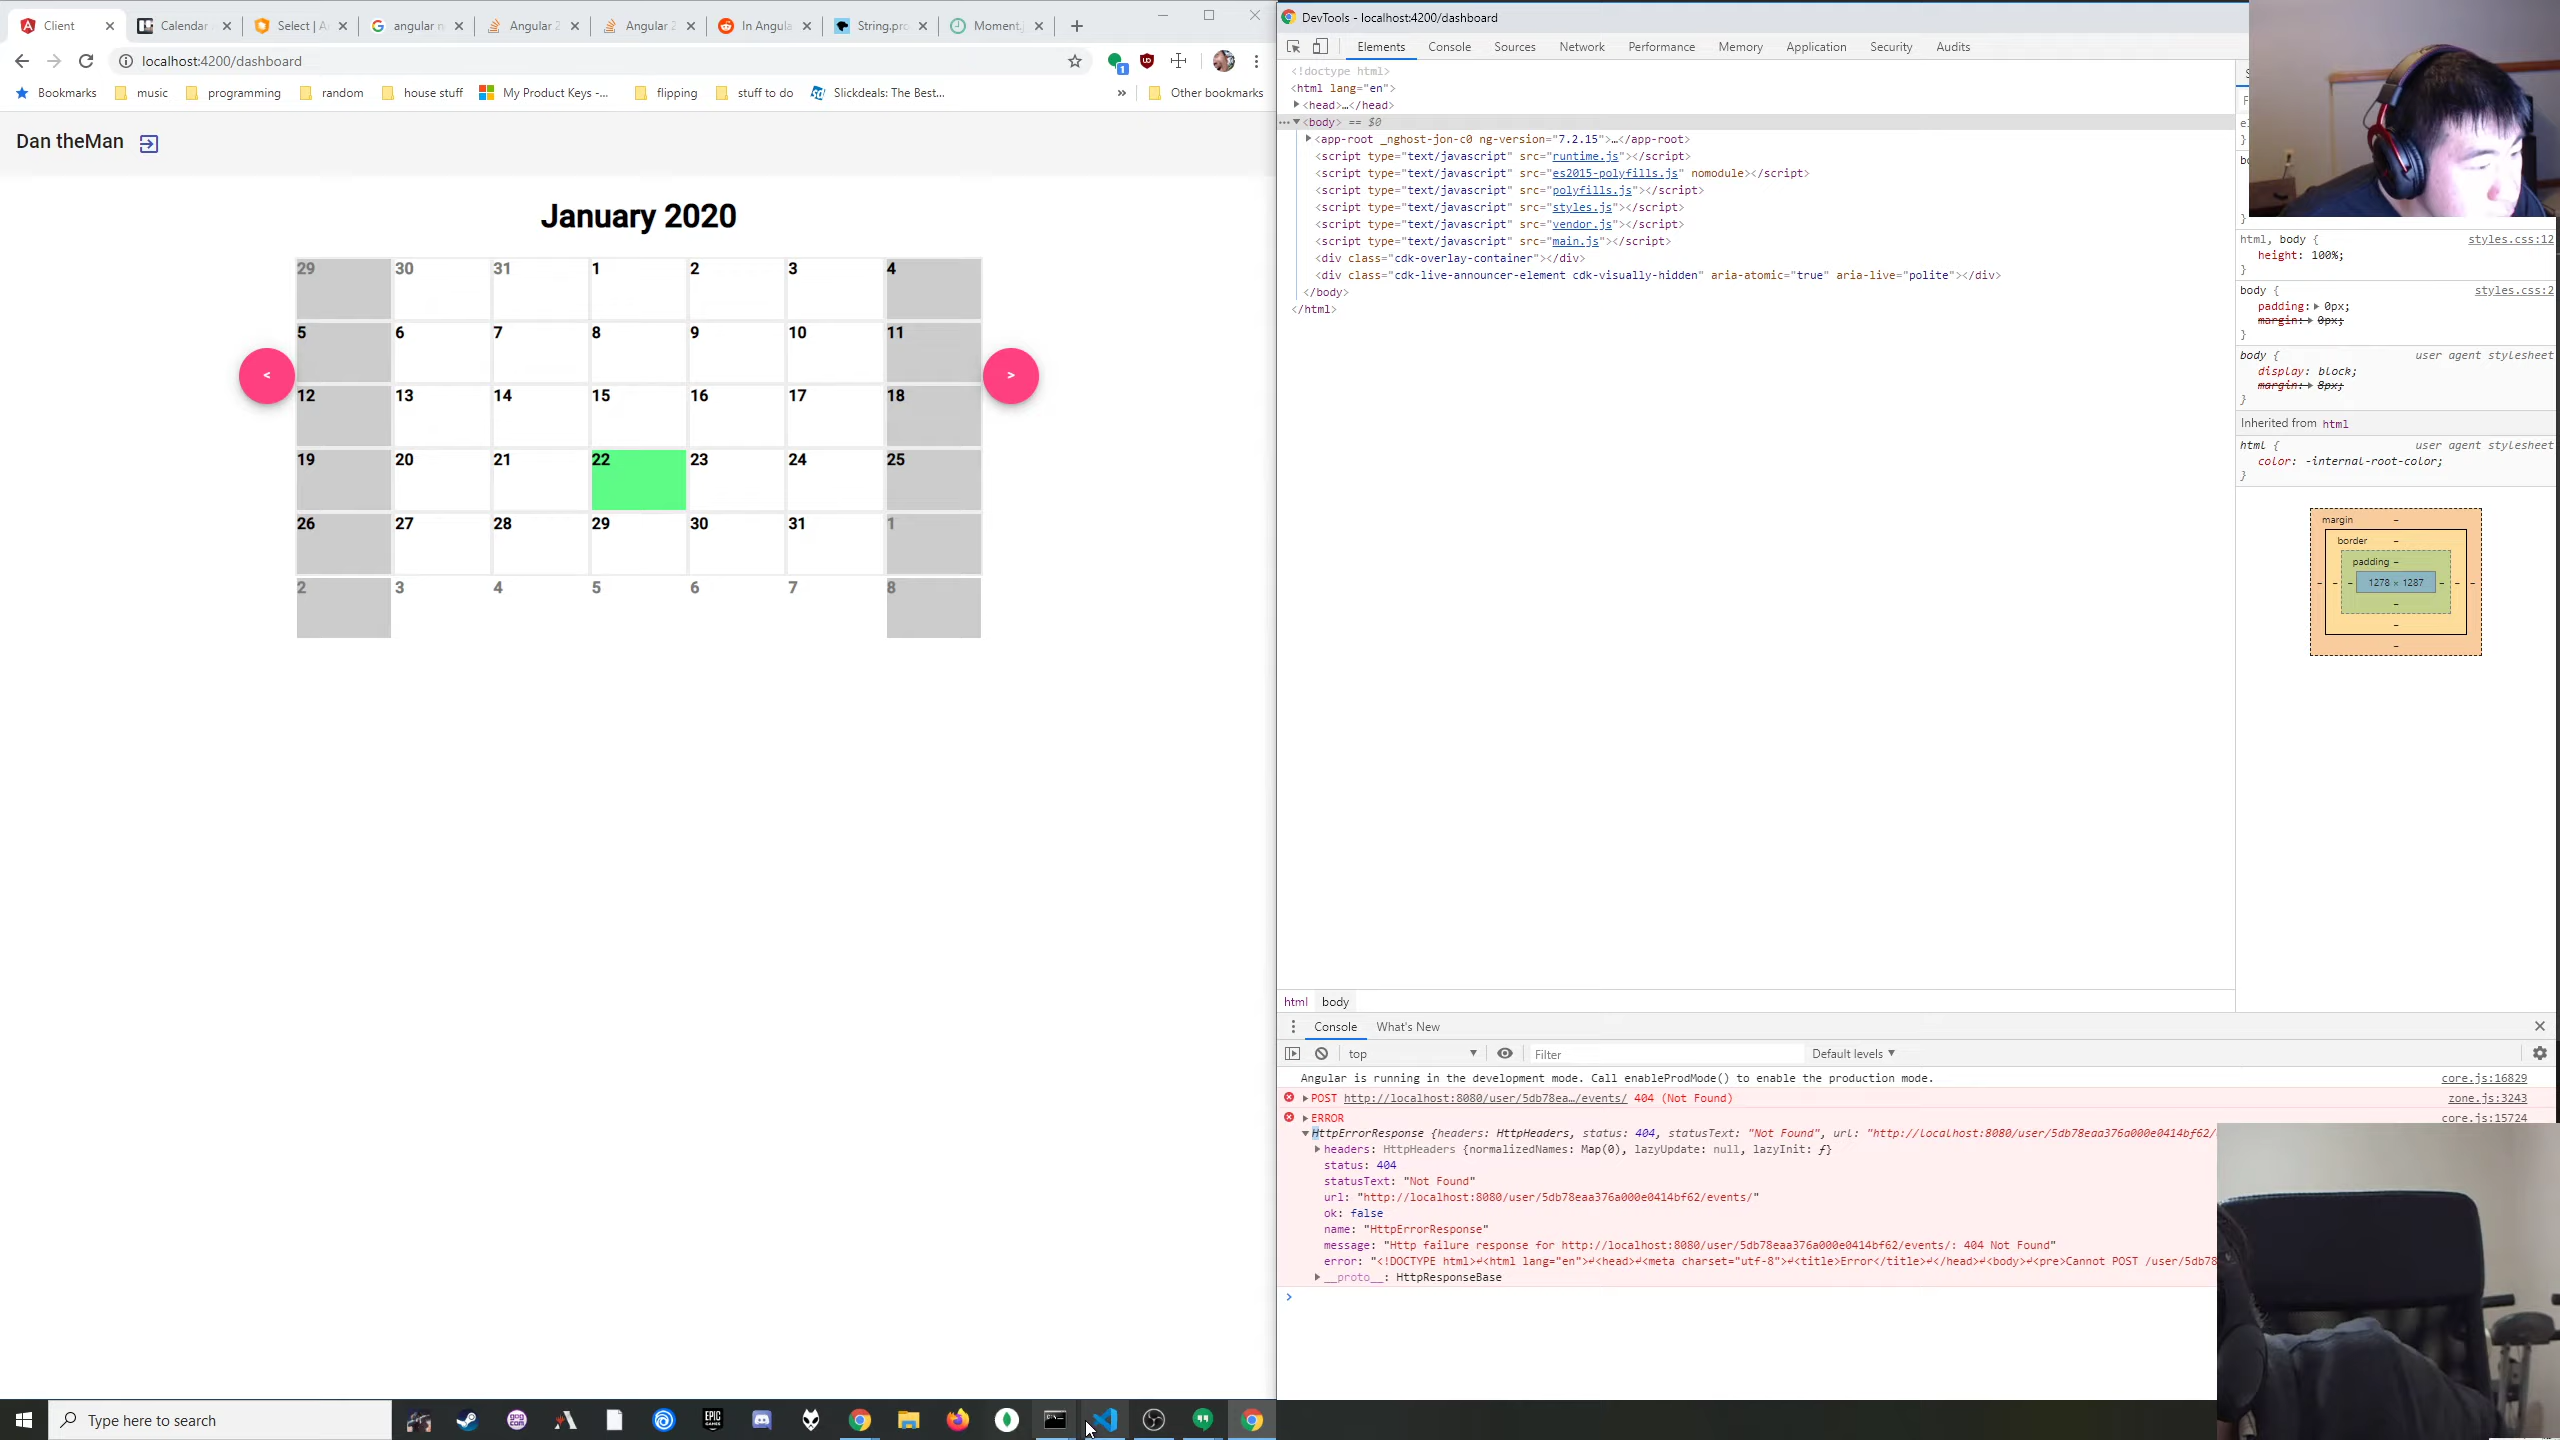 Client
Calendar
Select | A
angular n
Angular 2
Angular 2
In Angula
String.pro
Moment.j
localhost:4200/dashboard
Bookmarks
music
programming
random
house stuff
My Product Keys -...
flipping
stuff to do
Slickdeals: The Best...
»
Other bookmarks
Dan theMan
January 2020
29 30 31 1 2 3 4
5 6 7 8 9 10 11
<
>
12 13 14 15 16 17 18
19 20 21 22 23 24 25
26 27 28 29 30 31 1
2 3 4 5 6 7 8
DevTools - localhost:4200/dashboard
Elements Console Sources Network Performance Memory Application Security Audits
<!doctype html>
<html lang="en">
<head>…</head>
<body> == $0
<app-root _nghost-jon-c0 ng-version="7.2.15">…</app-root>
<script type="text/javascript" src="runtime.js"></script>
<script type="text/javascript" src="es2015-polyfills.js" nomodule></script>
<script type="text/javascript" src="polyfills.js"></script>
<script type="text/javascript" src="styles.js"></script>
<script type="text/javascript" src="vendor.js"></script>
<script type="text/javascript" src="main.js"></script>
<div class="cdk-overlay-container"></div>
<div class="cdk-live-announcer-element cdk-visually-hidden" aria-atomic="true" aria-live="polite"></div>
</body>
</html>
html, body { styles.css:12
height: 100%;
}
body { styles.css:2
padding: 0px;
margin: 0px;
}
body { user agent stylesheet
display: block;
margin: 8px;
}
Inherited from html
html { user agent stylesheet
color: -internal-root-color;
}
margin –
border –
padding –
– – – 1278 × 1287 – – –
–
–
–
html body
Console What's New
top
Filter
Default levels
Angular is running in the development mode. Call enableProdMode() to enable the production mode. core.js:16829
POST http://localhost:8080/user/5db78ea…/events/ 404 (Not Found) zone.js:3243
ERROR core.js:15724
HttpErrorResponse {headers: HttpHeaders, status: 404, statusText: "Not Found", url: "http://localhost:8080/user/5db78eaa376a000e0414bf62/
headers: HttpHeaders {normalizedNames: Map(0), lazyUpdate: null, lazyInit: ƒ}
status: 404
statusText: "Not Found"
url: "http://localhost:8080/user/5db78eaa376a000e0414bf62/events/"
ok: false
name: "HttpErrorResponse"
message: "Http failure response for http://localhost:8080/user/5db78eaa376a000e0414bf62/events/: 404 Not Found"
error: "<!DOCTYPE html>↵<html lang="en">↵<head>↵<meta charset="utf-8">↵<title>Error</title>↵</head>↵<body>↵<pre>Cannot POST /user/5db78
__proto__: HttpResponseBase
>
Type here to search
EPIC